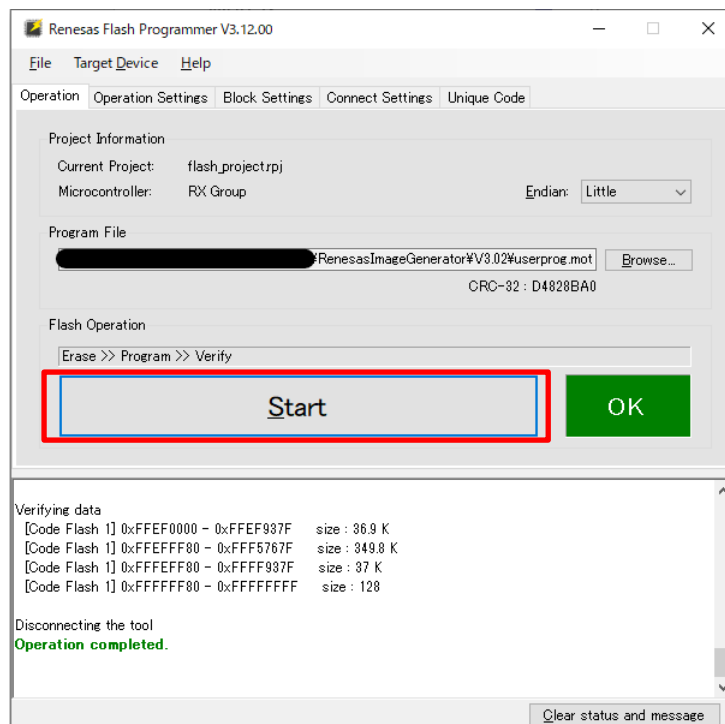 Renesas Flash Programmer V3.12.00
File Target Device Help
Operation Operation Settings Block Settings Connect Settings Unique Code
Project Information
Current Project: flash_project.rpj
Microcontroller: RX Group Endian: Little
Program File
¥RenesasImageGenerator¥V3.02¥userprog.mot Browse...
CRC-32 : D4828BA0
Flash Operation
Erase >> Program >> Verify
Start OK
Verifying data
[Code Flash 1] 0xFFEF0000 - 0xFFEF937F size : 36.9 K
[Code Flash 1] 0xFFEFFF80 - 0xFFF5767F size : 349.8 K
[Code Flash 1] 0xFFFEFF80 - 0xFFFF937F size : 37 K
[Code Flash 1] 0xFFFFFF80 - 0xFFFFFFFF size : 128
Disconnecting the tool
Operation completed.
Clear status and message